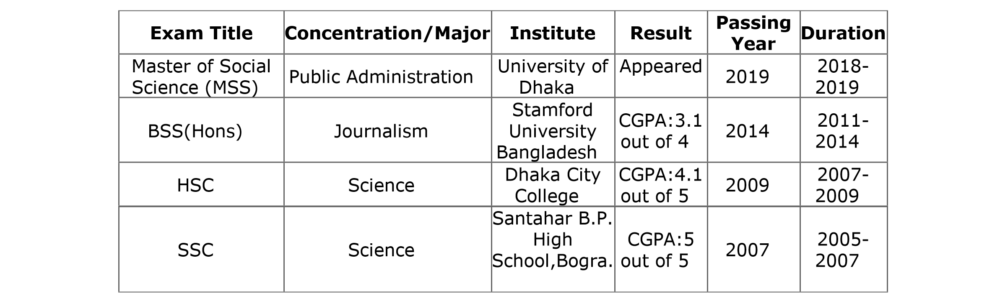 Exam Title Concentration/Major Institute Result Passing Year Duration
Master of Social
Science (MSS)
Public Administration
University of
Dhaka
Appeared
2019
2018-
2019
BSS(Hons)
Journalism
Stamford
University
Bangladesh
CGPA:3.1
out of 4
2014
2011-
2014
HSC
Science
Dhaka City
College
CGPA:4.1
out of 5
2009
2007-
2009
SSC
Science
Santahar B.P.
High
School,Bogra.
CGPA:5
out of 5
2007
2005-
2007